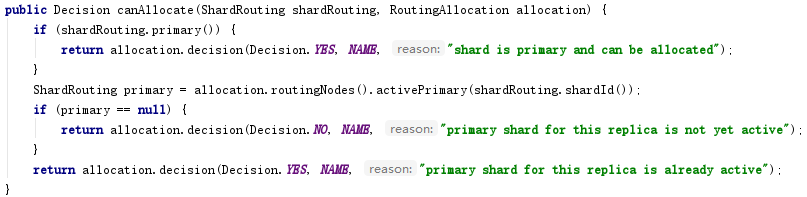 public Decision canAllocate(ShardRouting shardRouting, RoutingAllocation allocation) {
    if (shardRouting.primary()) {
        return allocation.decision(Decision.YES, NAME, reason: "shard is primary and can be allocated");
    }
    ShardRouting primary = allocation.routingNodes().activePrimary(shardRouting.shardId());
    if (primary == null) {
        return allocation.decision(Decision.NO, NAME, reason: "primary shard for this replica is not yet active");
    }
    return allocation.decision(Decision.YES, NAME, reason: "primary shard for this replica is already active");
}